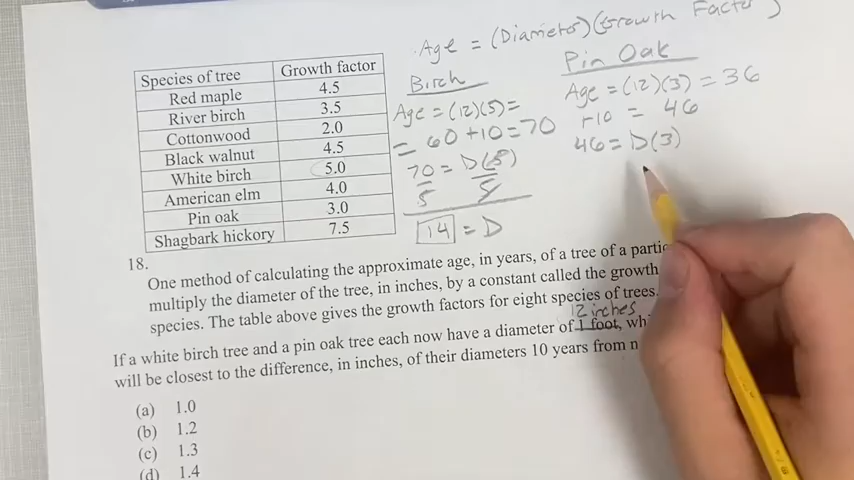 Age = (Diameter)(Growth Factor)
Species of tree Growth factor
Red maple 4.5
River birch 3.5
Cottonwood 2.0
Black walnut 4.5
White birch 5.0
American elm 4.0
Pin oak 3.0
Shagbark hickory 7.5
Birch
Age = (12)(5) =
= 60 + 10 = 70
70 = D(5)
5 5
14 = D
Pin Oak
Age = (12)(3) = 36
+10 = 46
46 = D(3)
18.
One method of calculating the approximate age, in years, of a tree of a
multiply the diameter of the tree, in inches, by a constant called the growth
species. The table above gives the growth factors for eight species of trees.
12 inches
If a white birch tree and a pin oak tree each now have a diameter of 1 foot,
will be closest to the difference, in inches, of their diameters 10 years from
(a) 1.0
(b) 1.2
(c) 1.3
(d) 1.4